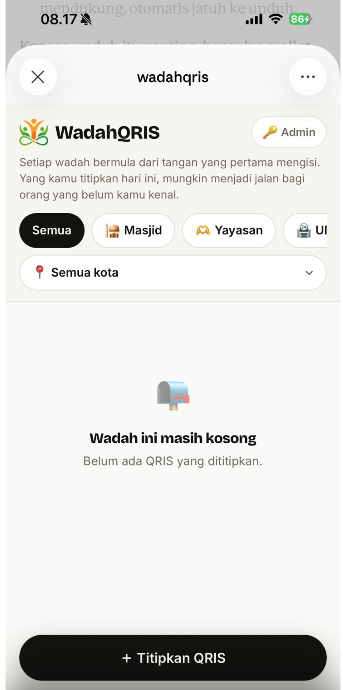 mendukung, otomatis jatuh ke unduh
08.17
86
wadahqris
WadahQRIS
Admin
Setiap wadah bermula dari tangan yang pertama mengisi.
Yang kamu titipkan hari ini, mungkin menjadi jalan bagi
orang yang belum kamu kenal.
Semua
Masjid
Yayasan
Semua kota
Wadah ini masih kosong
Belum ada QRIS yang dititipkan.
+ Titipkan QRIS